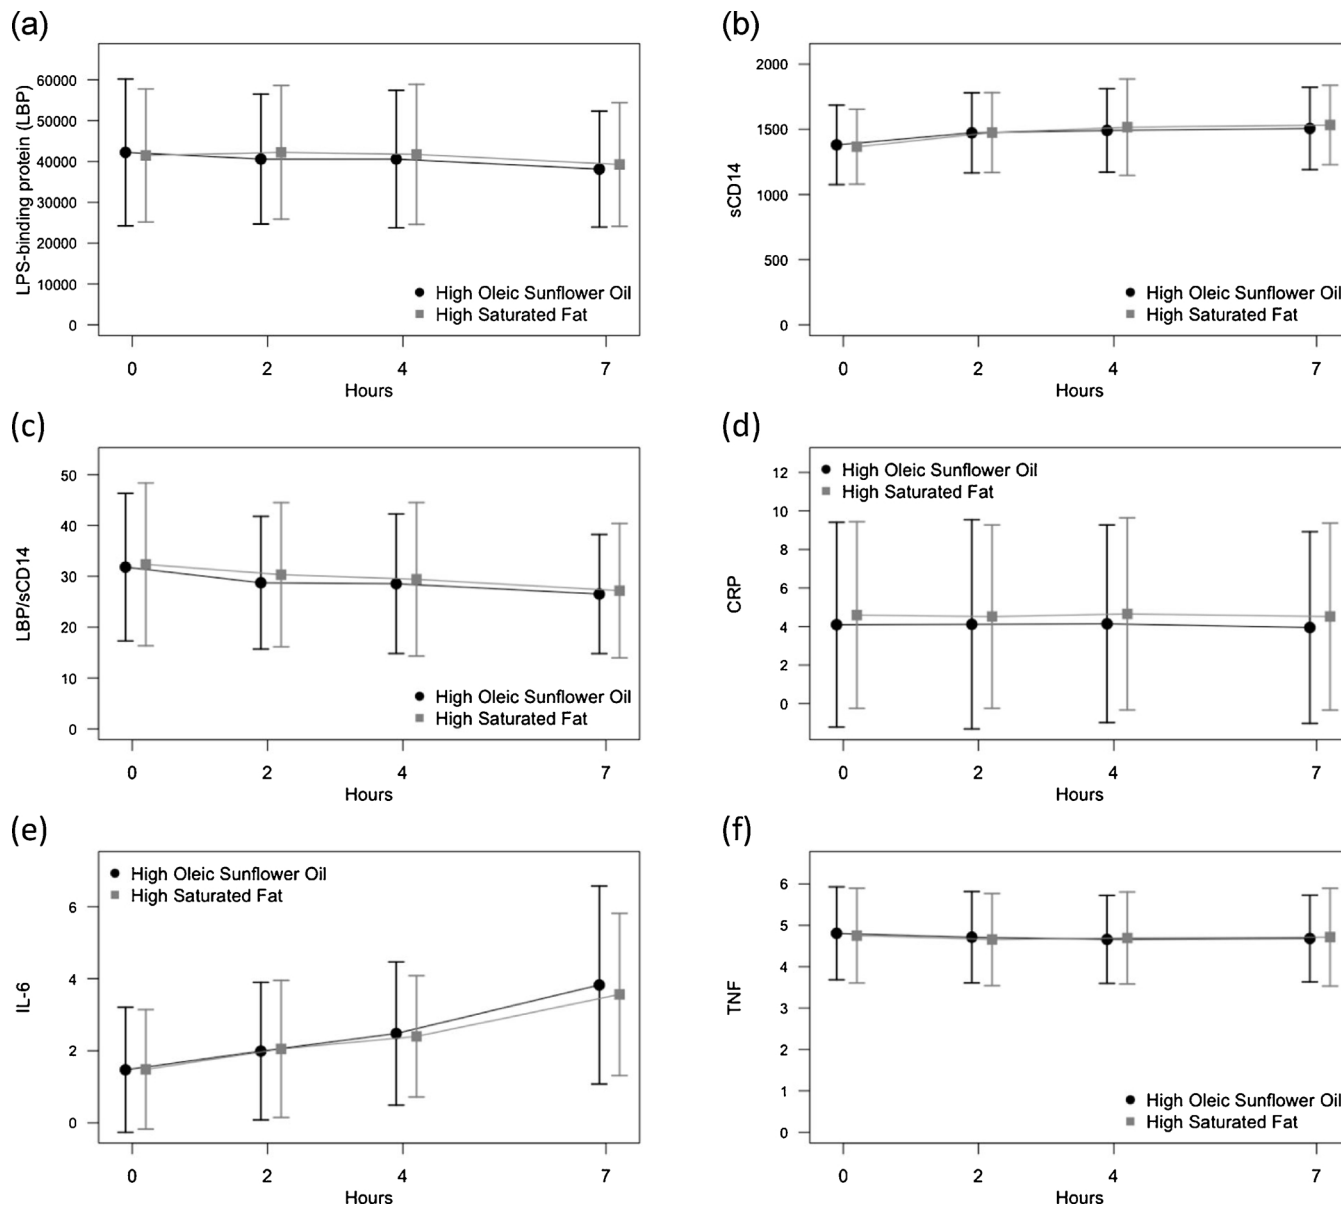 (a)
LPS-binding protein (LBP)
60000
50000
40000
30000
20000
10000
0
High Oleic Sunflower Oil
High Saturated Fat
0 2 4 7
Hours
(b)
sCD14
2000
1500
1000
500
0
High Oleic Sunflower Oil
High Saturated Fat
0 2 4 7
Hours
(c)
LBP/sCD14
50
40
30
20
10
0
High Oleic Sunflower Oil
High Saturated Fat
0 2 4 7
Hours
(d)
CRP
High Oleic Sunflower Oil
High Saturated Fat
12
10
8
6
4
2
0
0 2 4 7
Hours
(e)
IL-6
High Oleic Sunflower Oil
High Saturated Fat
6
4
2
0
0 2 4 7
Hours
(f)
TNF
6
5
4
3
2
1
0
High Oleic Sunflower Oil
High Saturated Fat
0 2 4 7
Hours